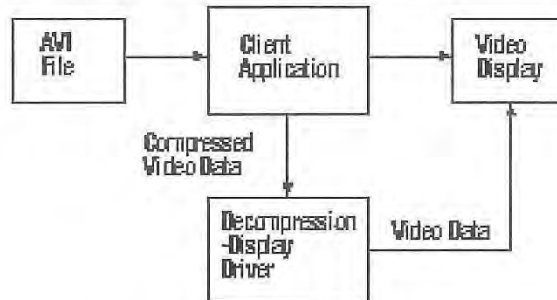 AVI
File
Client
Application
Video
Display
Compressed
Video Data
Decompression
-Display
Driver
Video Data